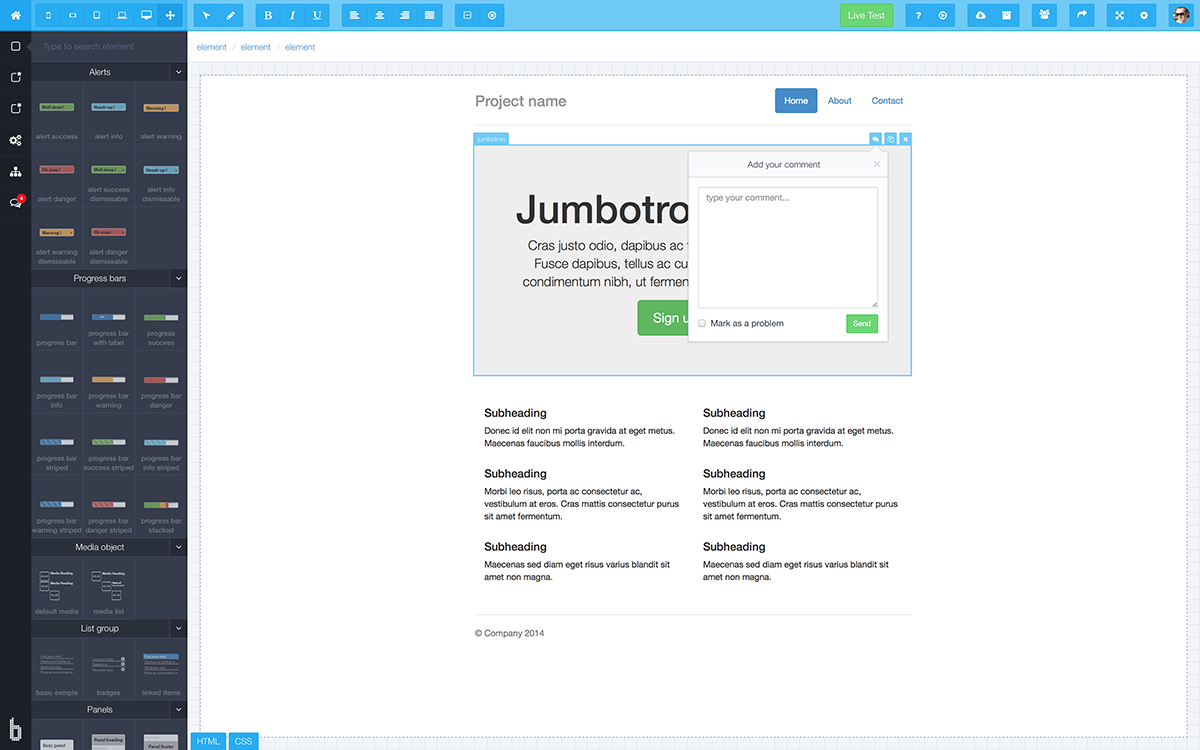 B I U
Live Test
?
Type to search element
element / element / element
Alerts
Well done !
Heads up !
Warning !
alert success
alert info
alert warning
Oh snap !
Well done !
Heads up !
alert danger
alert success
dismissable
alert info
dismissable
Warning !
Oh snap !
alert warning
dismissable
alert danger
dismissable
Progress bars
progress bar
progress bar
with label
progress
success
progress bar
info
progress bar
warning
progress bar
danger
progress bar
striped
progress bar
success striped
progress bar
info striped
progress bar
warning striped
progress bar
danger striped
progress bar
stacked
Media object
Media Heading
Media Heading
Media Heading
default media
media list
List group
basic exmple
badges
linked items
Panels
Basic panel
Panel heading
Panel footer
4
b
Project name
Home
About
Contact
jumbotron
Add your comment
×
type your comment...
Mark as a problem
Send
Jumbotro
Cras justo odio, dapibus ac
Fusce dapibus, tellus ac cu
condimentum nibh, ut fermen
Sign u
Subheading
Donec id elit non mi porta gravida at eget metus.
Maecenas faucibus mollis interdum.
Subheading
Morbi leo risus, porta ac consectetur ac,
vestibulum at eros. Cras mattis consectetur purus
sit amet fermentum.
Subheading
Maecenas sed diam eget risus varius blandit sit
amet non magna.
Subheading
Donec id elit non mi porta gravida at eget metus.
Maecenas faucibus mollis interdum.
Subheading
Morbi leo risus, porta ac consectetur ac,
vestibulum at eros. Cras mattis consectetur purus
sit amet fermentum.
Subheading
Maecenas sed diam eget risus varius blandit sit
amet non magna.
© Company 2014
HTML
CSS